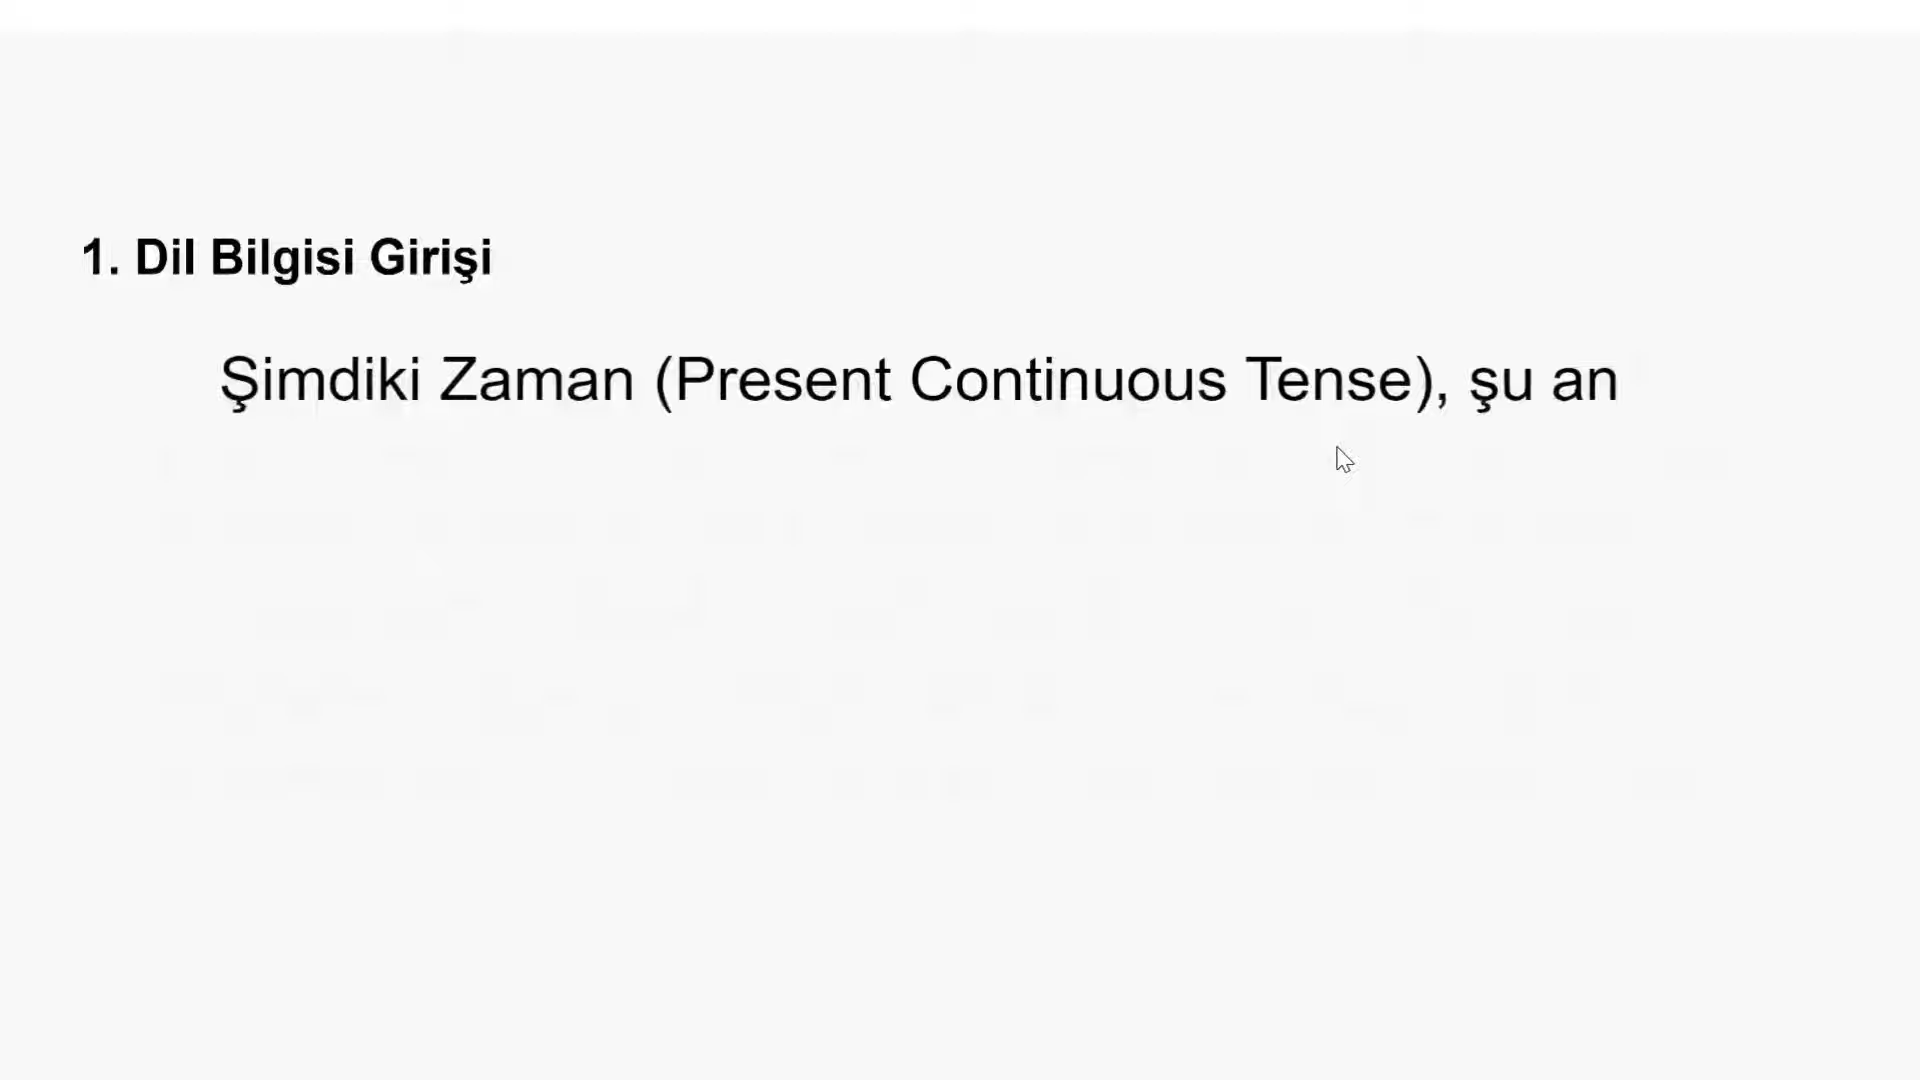 1. Dil Bilgisi Girişi
Şimdiki Zaman (Present Continuous Tense), şu an